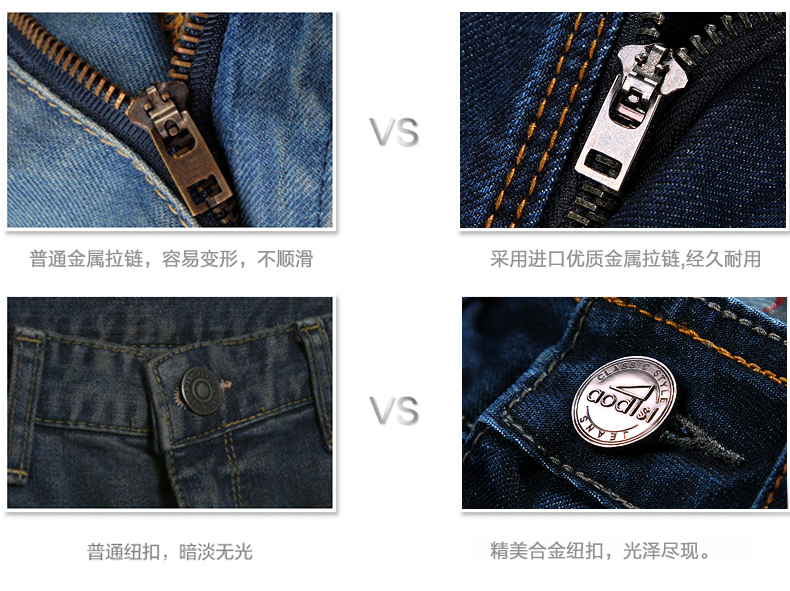 VS
普通金属拉链，容易变形，不顺滑
采用进口优质金属拉链,经久耐用
VS
CLASSIC STYLE
JEANS
普通纽扣，暗淡无光
精美合金纽扣，光泽尽现。